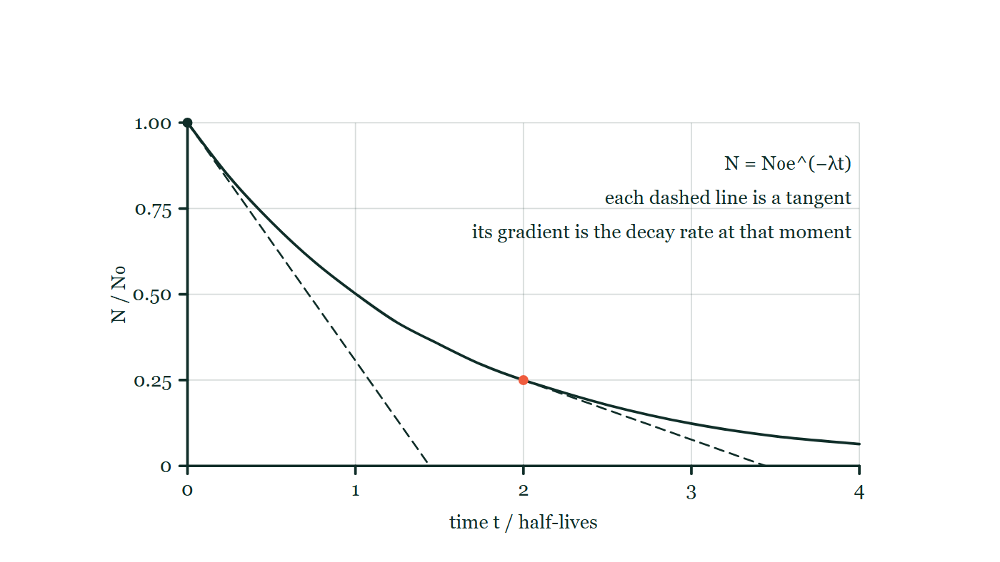 N = N₀e^(−λt)
each dashed line is a tangent
its gradient is the decay rate at that moment
N / N₀
1.00
0.75
0.50
0.25
0
0
1
2
3
4
time t / half-lives